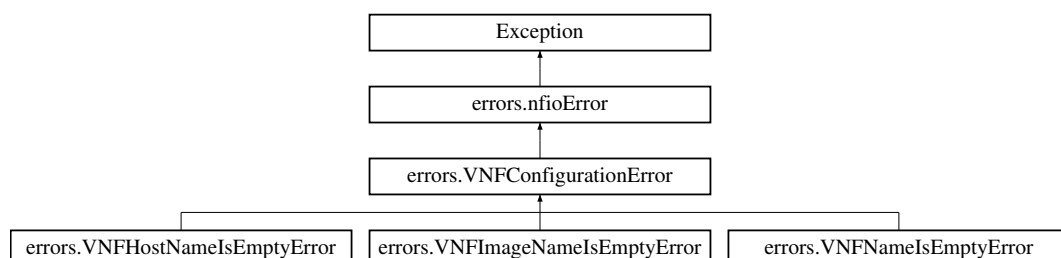 Exception
errors.nfioError
errors.VNFConfigurationError
errors.VNFHostNameIsEmptyError
errors.VNFImageNameIsEmptyError
errors.VNFNameIsEmptyError